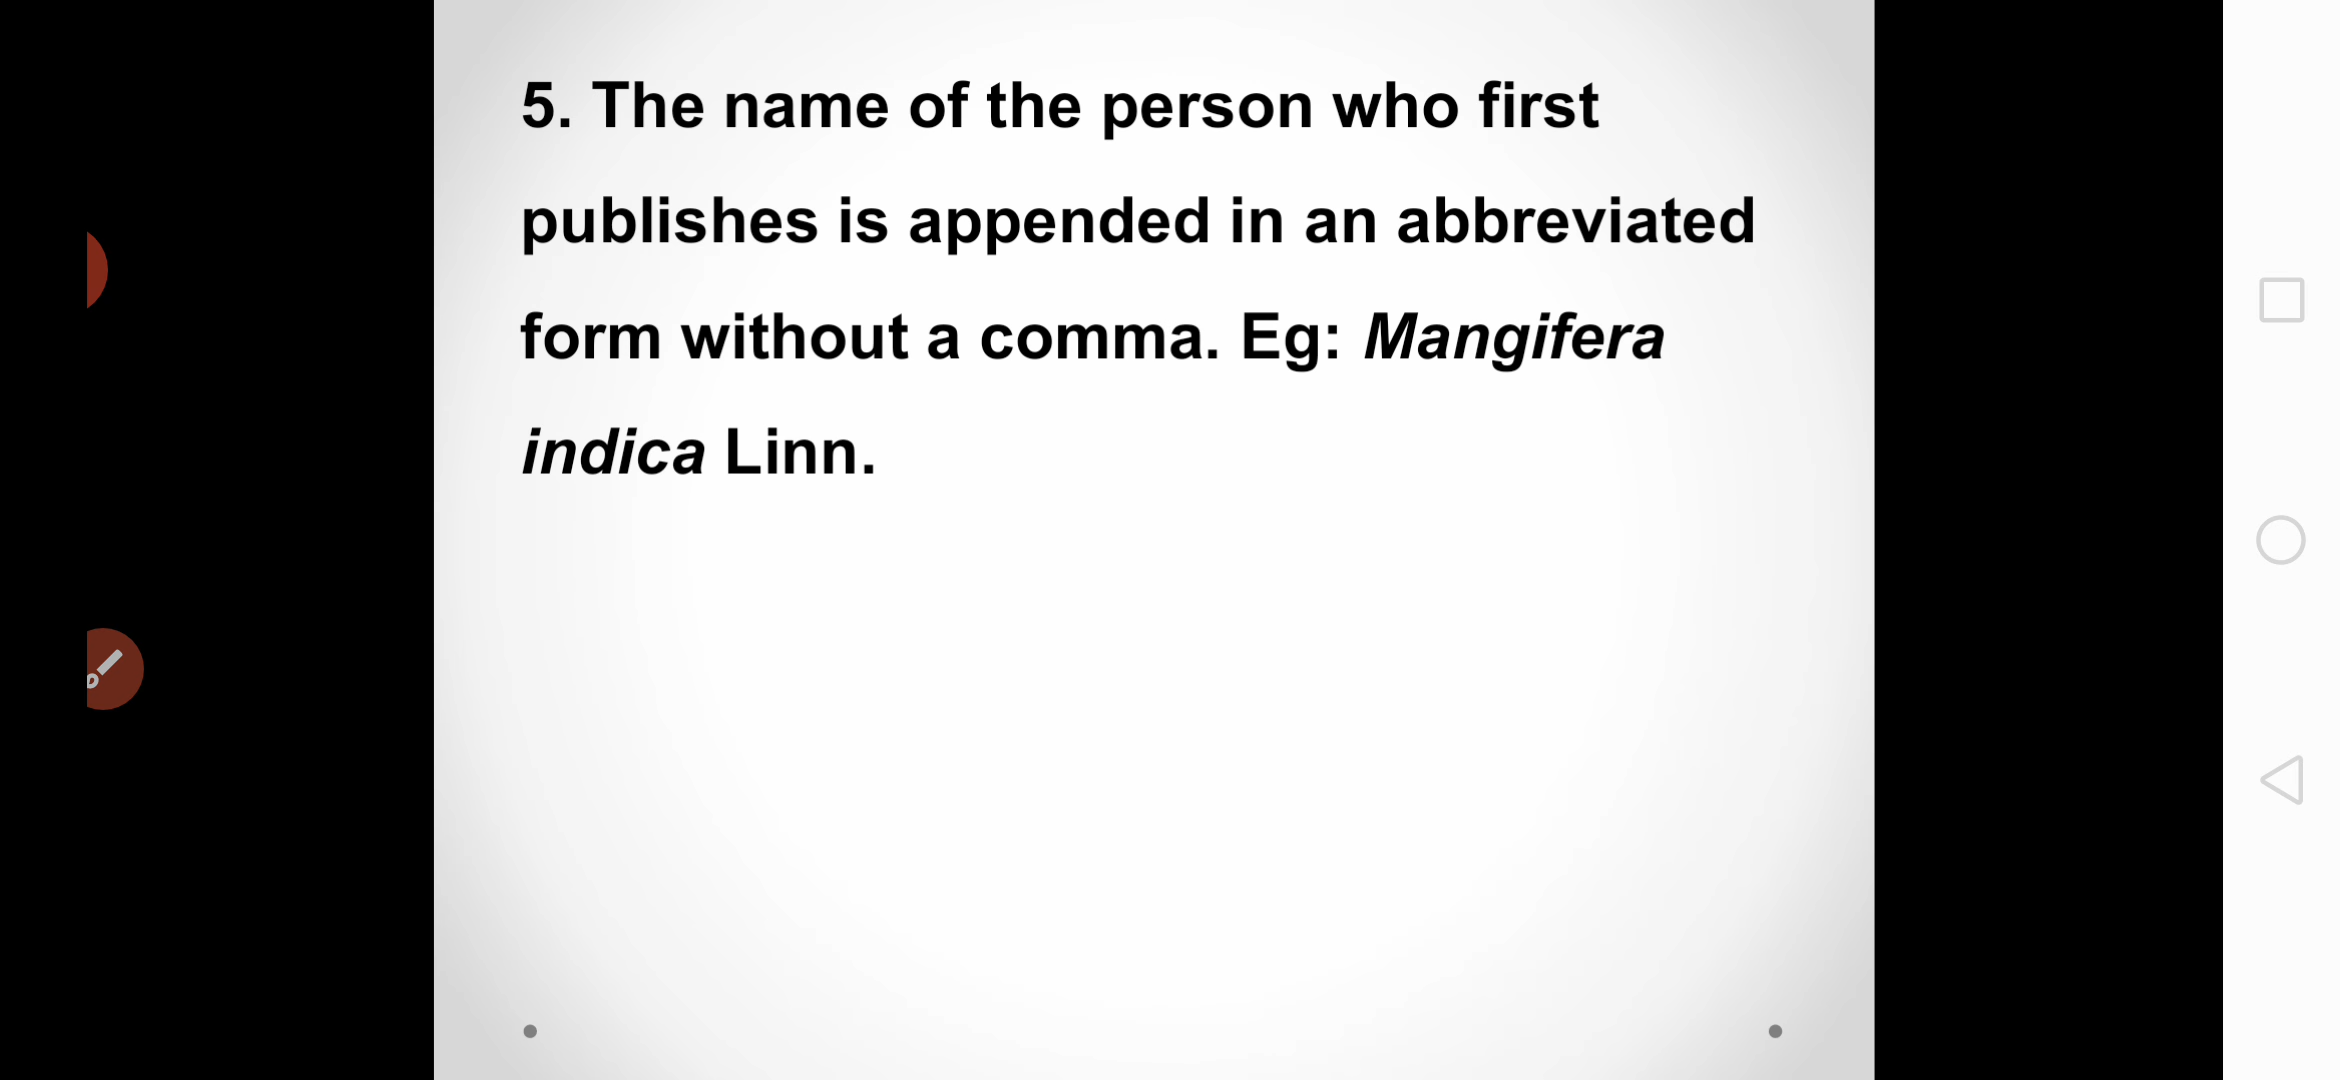 5. The name of the person who first
publishes is appended in an abbreviated
form without a comma. Eg: Mangifera
indica Linn.